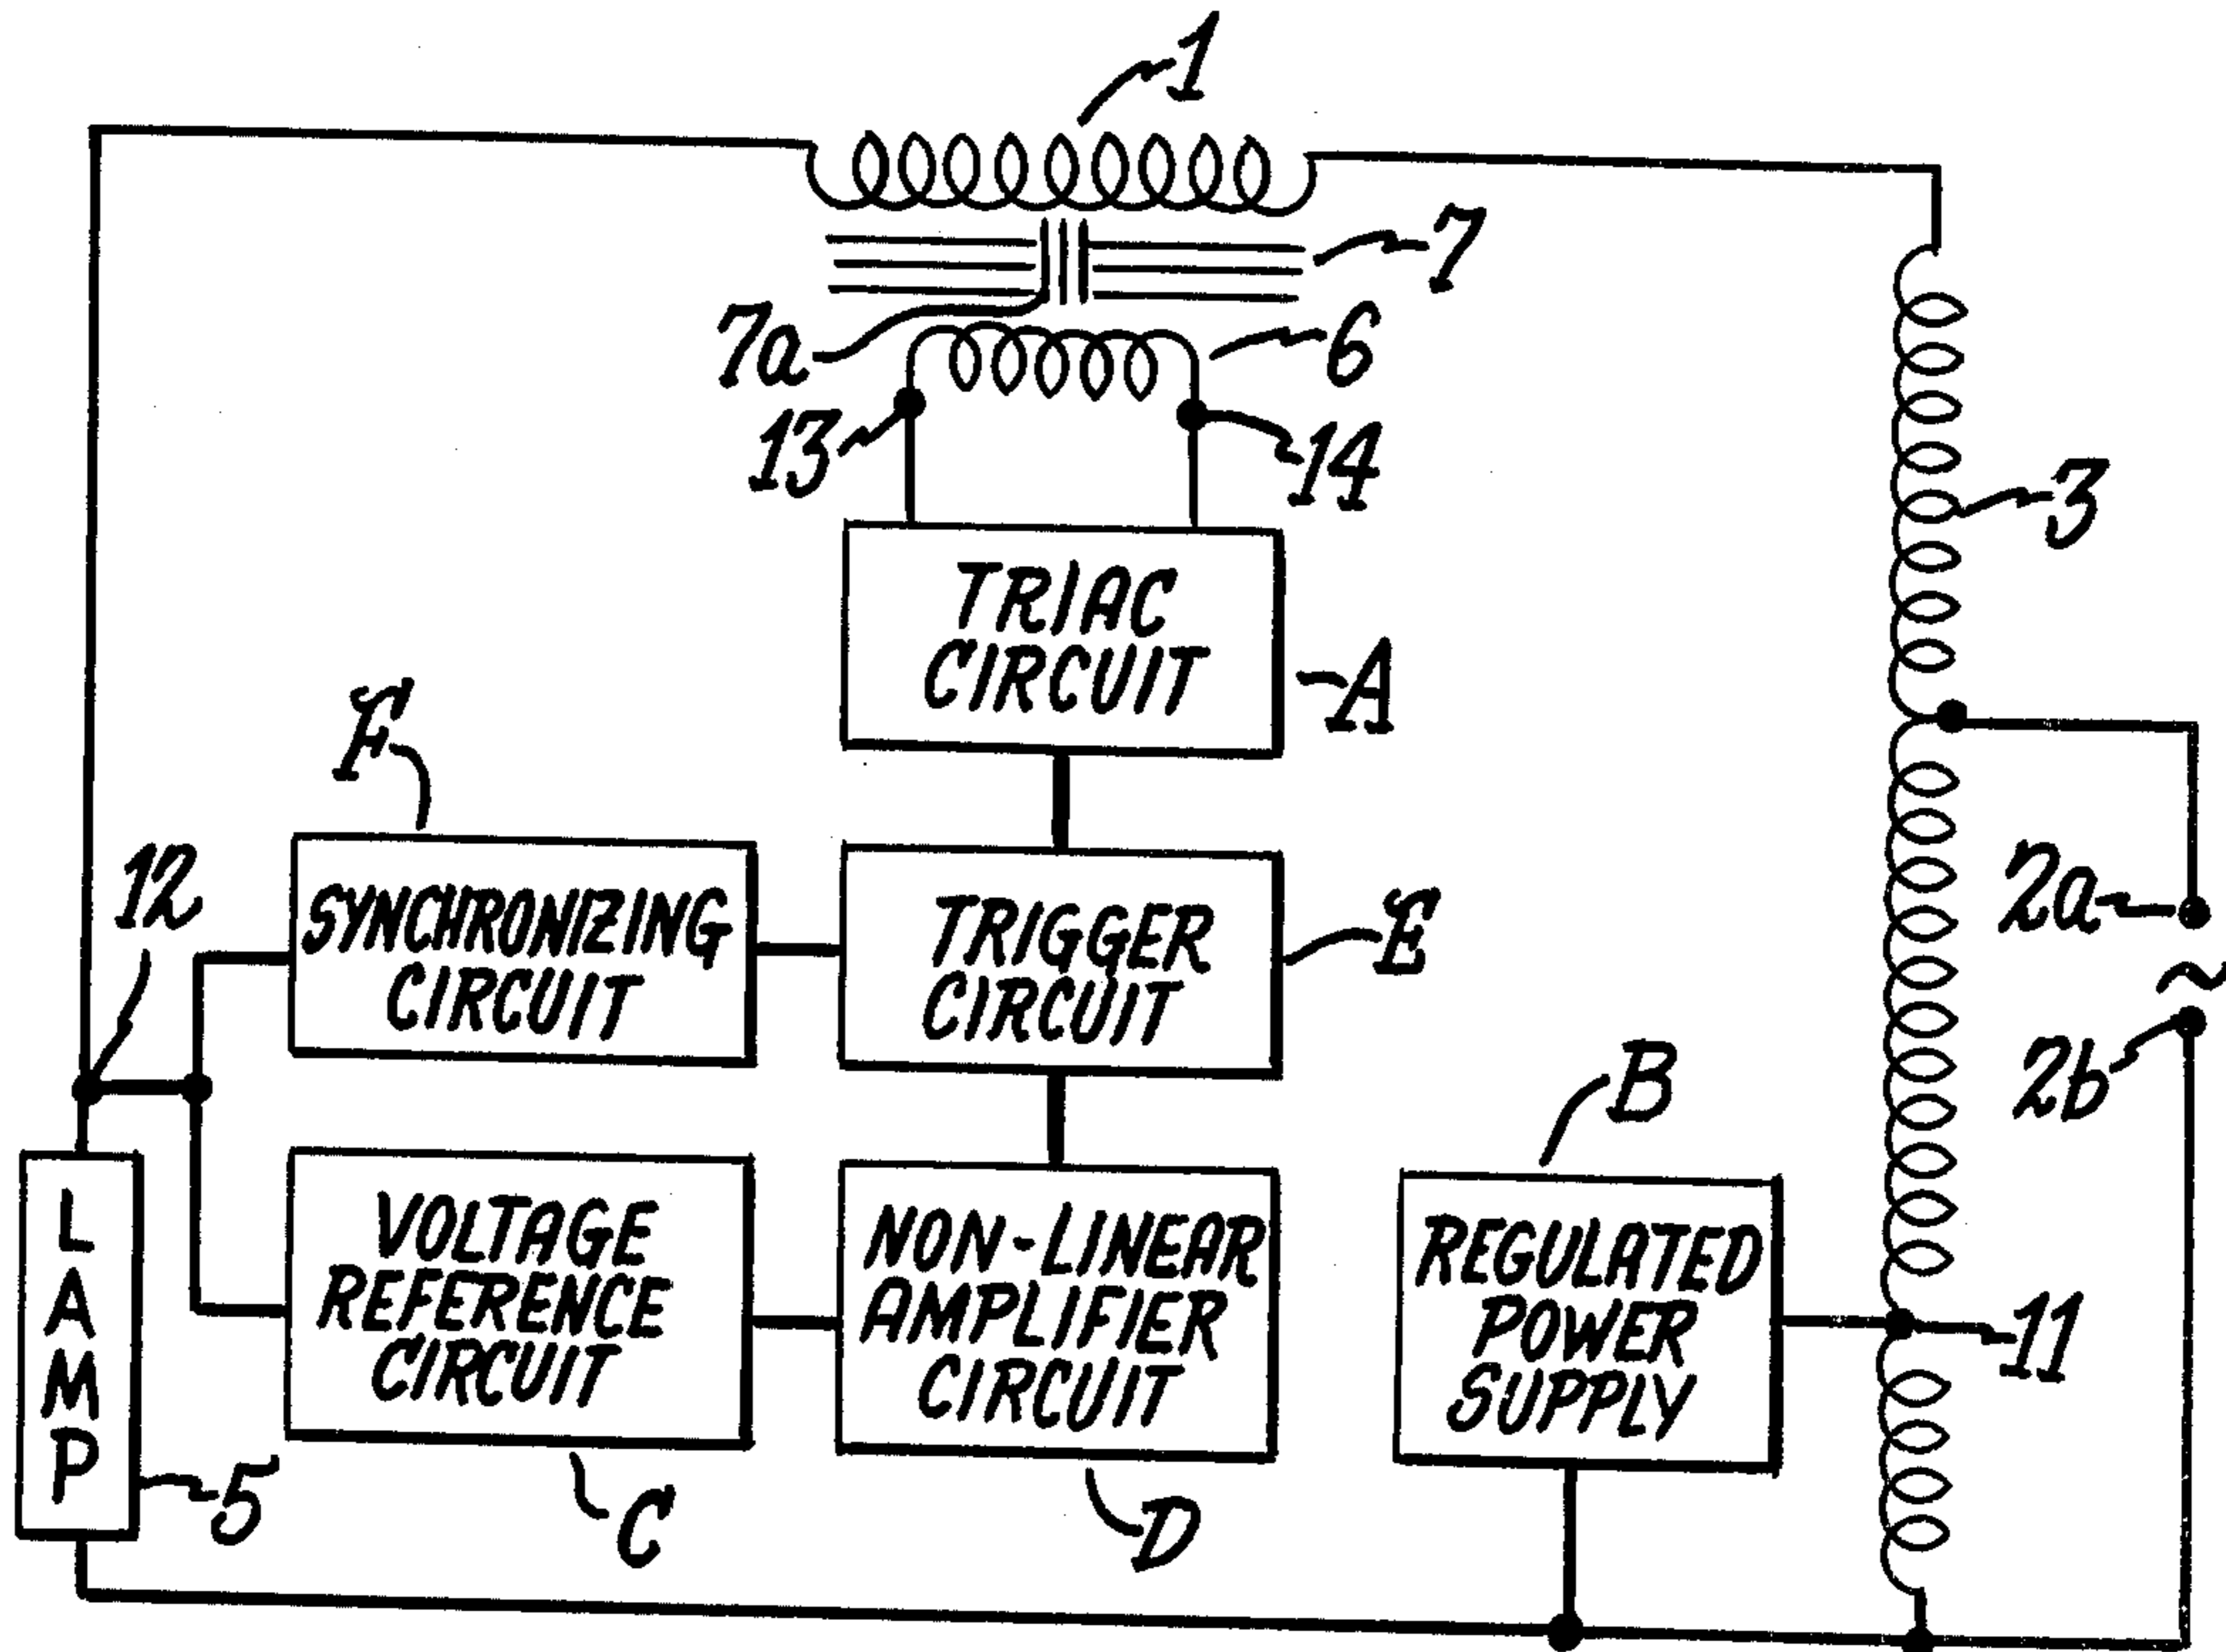 1
7
7a
6
13
14
3
TRIAC
CIRCUIT
A
F
12
SYNCHRONIZING
CIRCUIT
TRIGGER
CIRCUIT
E
2a
~
2b
B
LAMP
5
VOLTAGE
REFERENCE
CIRCUIT
C
NON-LINEAR
AMPLIFIER
CIRCUIT
D
REGULATED
POWER
SUPPLY
11